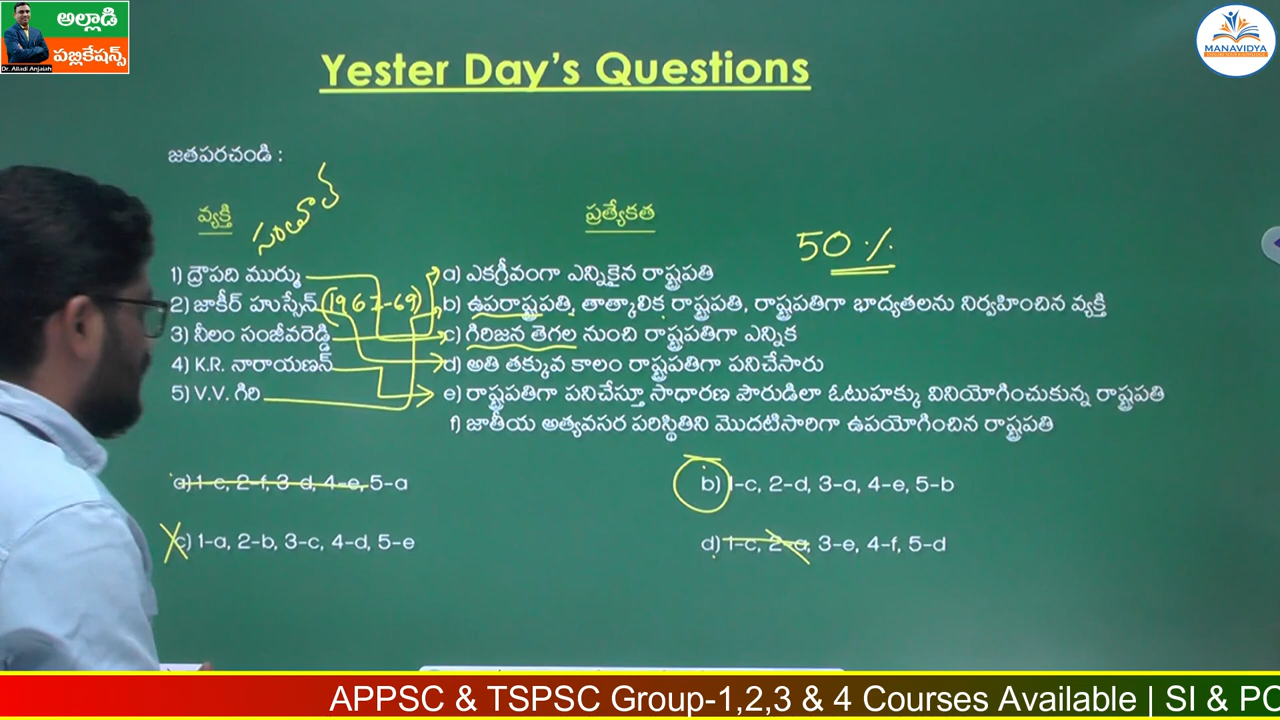 అల్లాడి
పబ్లికేషన్స్
Dr. Alladi Anjaiah
MANAVIDYA
Yester Day's Questions
జతపరచండి :
వ్యక్తి
ప్రత్యేకత
50 %
1) ద్రౌపది ముర్ము
a) ఎకగ్రీవంగా ఎన్నికైన రాష్ట్రపతి
2) జాకీర్ హుస్సేన్ (1967-69)
b) ఉపరాష్ట్రపతి, తాత్కాలిక రాష్ట్రపతి, రాష్ట్రపతిగా భాద్యతలను నిర్వహించిన వ్యక్తి
3) నీలం సంజీవరెడ్డి
c) గిరిజన తెగల నుంచి రాష్ట్రపతిగా ఎన్నిక
4) K.R. నారాయణన్
d) అతి తక్కువ కాలం రాష్ట్రపతిగా పనిచేసారు
5) V.V. గిరి
e) రాష్ట్రపతిగా పనిచేస్తూ సాధారణ పౌరుడిలా ఓటుహక్కు వినియోగించుకున్న రాష్ట్రపతి
f) జాతీయ అత్యవసర పరిస్థితిని మొదటిసారిగా ఉపయోగించిన రాష్ట్రపతి
a) 1-c, 2-f, 3-d, 4-e, 5-a
b) 1-c, 2-d, 3-a, 4-e, 5-b
c) 1-a, 2-b, 3-c, 4-d, 5-e
d) 1-c, 2-a, 3-e, 4-f, 5-d
APPSC & TSPSC Group-1,2,3 & 4 Courses Available | SI & PC